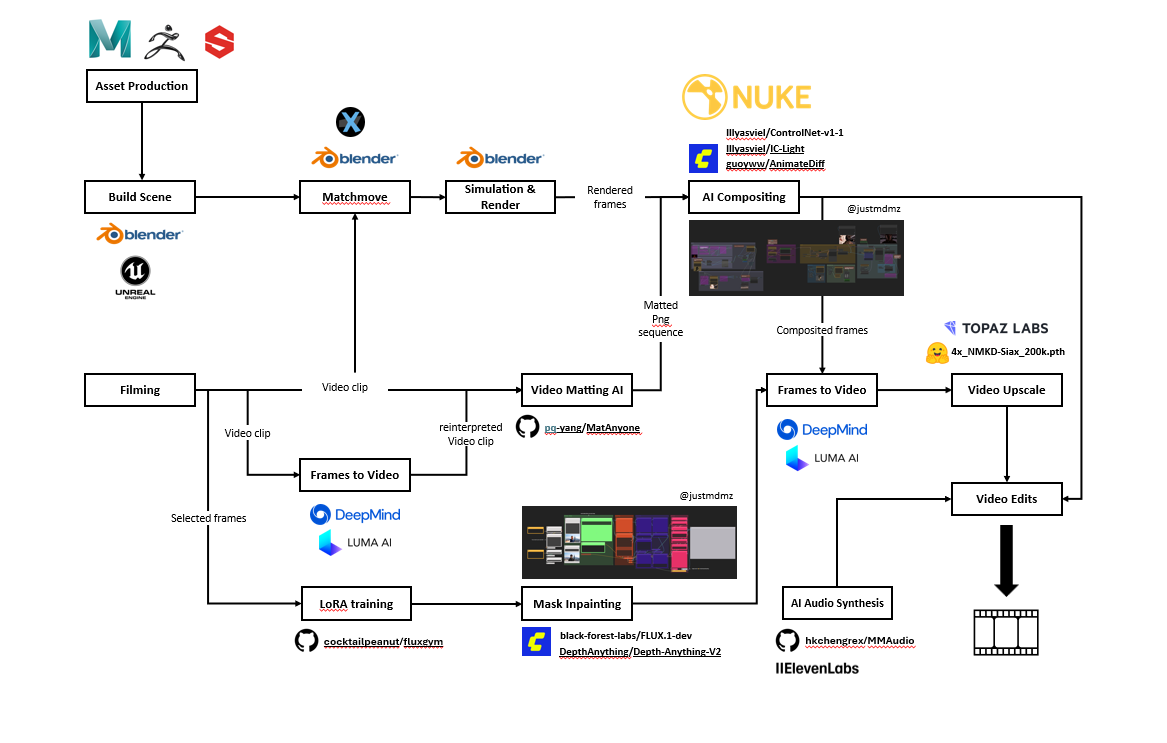 Asset Production
NUKE
lllyasviel/ControlNet-v1-1
lllyasviel/IC-Light
guoyww/AnimateDiff
blender
blender
Build Scene
Matchmove
Simulation &
Render
Rendered
frames
AI Compositing
@justmdmz
blender
UNREAL
ENGINE
Matted
Png
sequence
Composited frames
TOPAZ LABS
4x_NMKD-Siax_200k.pth
Filming
Video clip
Video Matting AI
Frames to Video
Video Upscale
Video clip
reinterpreted
Video clip
pq-yang/MatAnyone
DeepMind
LUMA AI
Frames to Video
@justmdmz
Video Edits
Selected frames
DeepMind
LUMA AI
LoRA training
Mask Inpainting
AI Audio Synthesis
cocktailpeanut/fluxgym
black-forest-labs/FLUX.1-dev
DepthAnything/Depth-Anything-V2
hkchengrex/MMAudio
IIElevenLabs